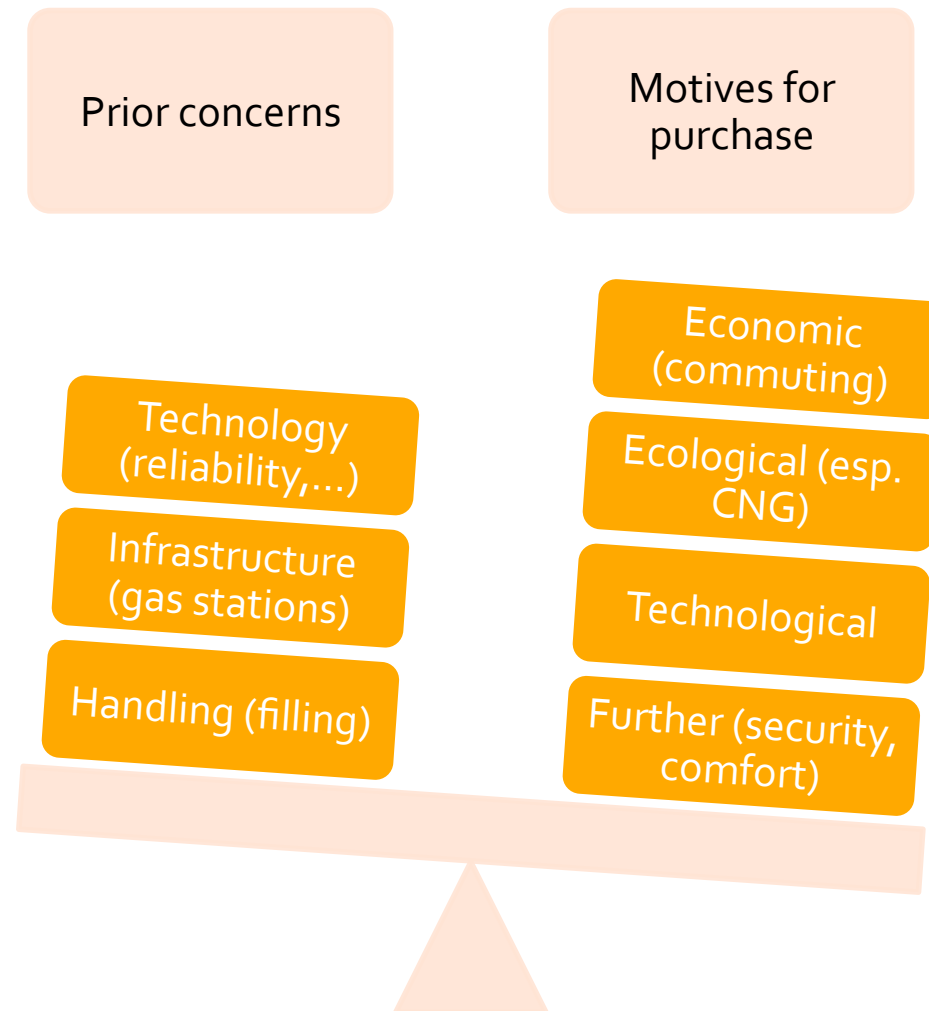 Prior concerns
Motives for
purchase
Technology
(reliability,...)
Infrastructure
(gas stations)
Handling (filling)
Economic
(commuting)
Ecological (esp.
CNG)
Technological
Further (security,
comfort)